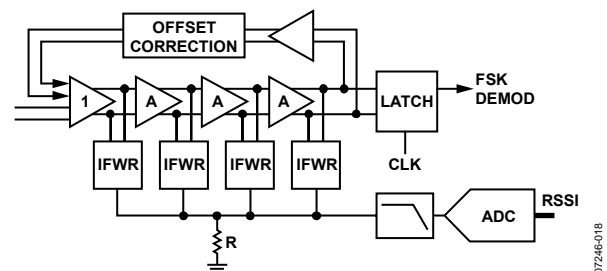 OFFSET
CORRECTION
1
A
A
A
LATCH
FSK
DEMOD
IFWR
IFWR
IFWR
IFWR
CLK
R
ADC
RSSI
07246-018